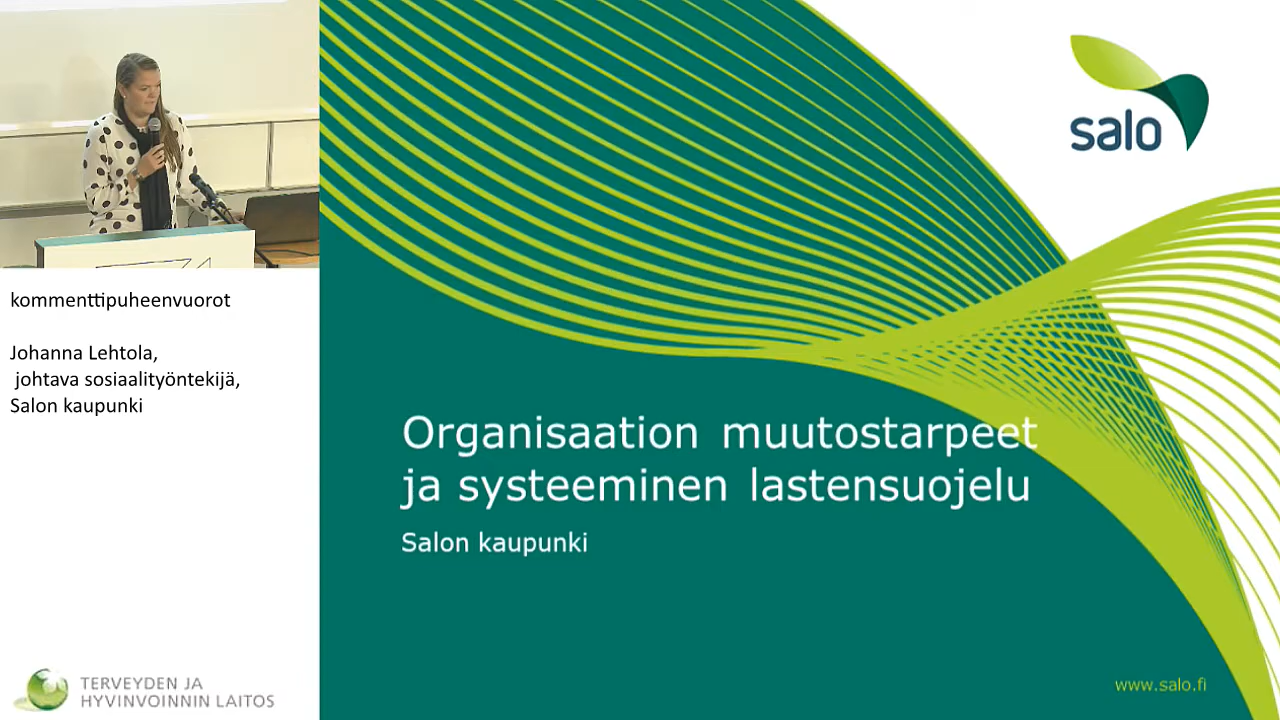 kommenttipuheenvuorot
Johanna Lehtola,
johtava sosiaalityöntekijä,
Salon kaupunki
TERVEYDEN JA
HYVINVOINNIN LAITOS
salo
Organisaation muutostarpeet
ja systeeminen lastensuojelu
Salon kaupunki
www.salo.fi